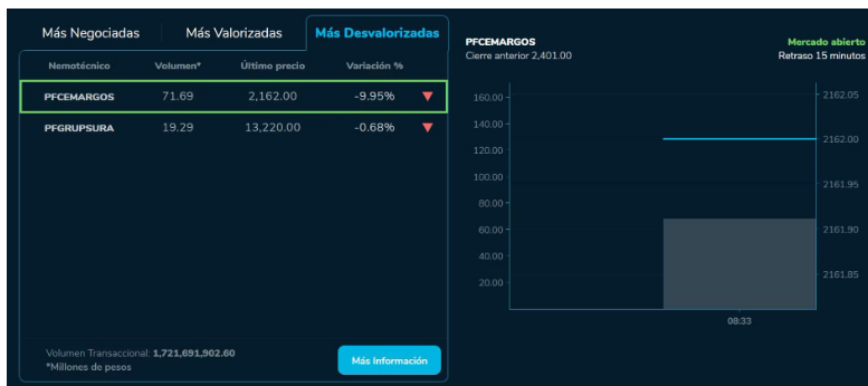 Más Negociadas Más Valorizadas Más Desvalorizadas
Nemotécnico Volumen* Último precio Variación %
PFCEMARGOS 71.69 2,162.00 -9.95%
PFGRUPSURA 19.29 13,220.00 -0.68%
Volumen Transaccional: 1,721,691,902.60
*Millones de pesos
Más Información
PFCEMARGOS Mercado abierto
Cierre anterior 2,401.00 Retraso 15 minutos
160.00 2162.05
140.00
120.00 2162.00
100.00 2161.95
80.00
60.00 2161.90
40.00
20.00 2161.85
08:33